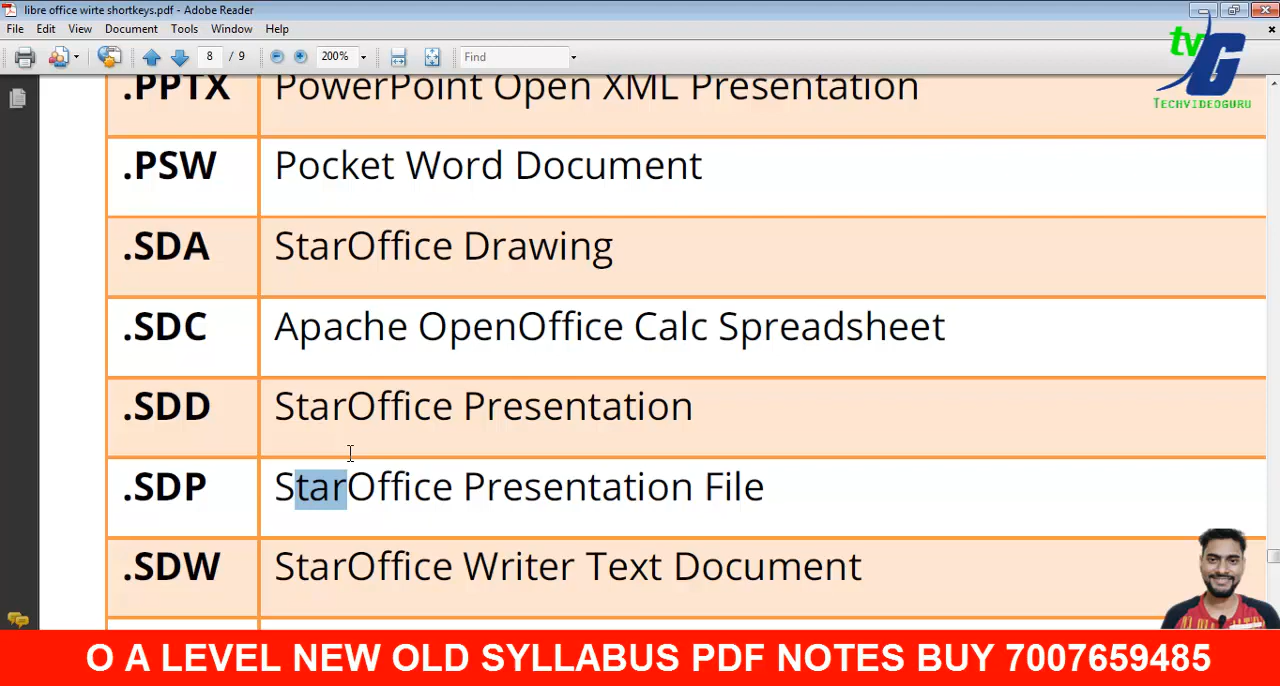 libre office wirte shortkeys.pdf - Adobe Reader
File Edit View Document Tools Window Help
8 / 9 200% Find
tvG
TECHVIDEOGURU
.PPTX PowerPoint Open XML Presentation
.PSW Pocket Word Document
.SDA StarOffice Drawing
.SDC Apache OpenOffice Calc Spreadsheet
.SDD StarOffice Presentation
.SDP StarOffice Presentation File
.SDW StarOffice Writer Text Document
O A LEVEL NEW OLD SYLLABUS PDF NOTES BUY 7007659485